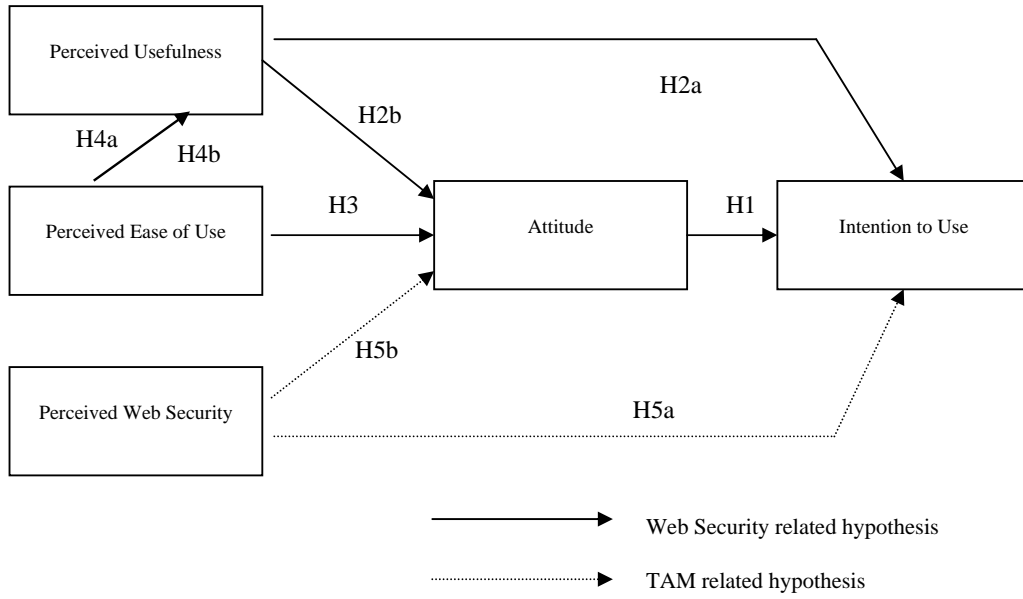 Perceived Usefulness
H2a
H2b
H4a
H4b
H3
H1
Perceived Ease of Use
Attitude
Intention to Use
H5b
Perceived Web Security
H5a
Web Security related hypothesis
TAM related hypothesis